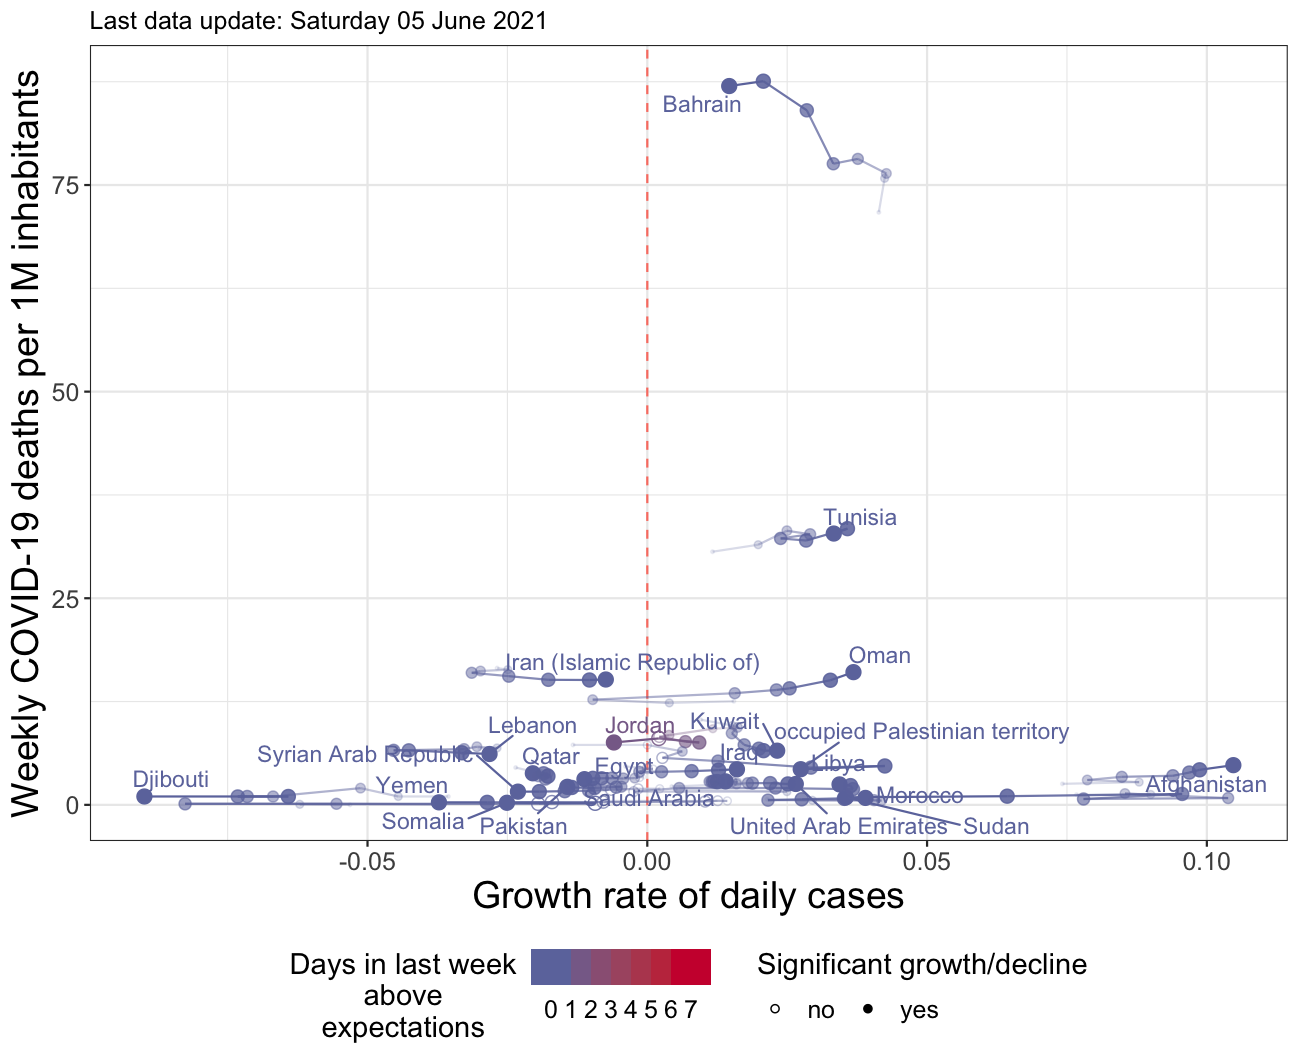 Last data update: Saturday 05 June 2021
Weekly COVID-19 deaths per 1M inhabitants
75
50
25
0
Bahrain
Tunisia
Iran (Islamic Republic of)
Oman
Lebanon
Jordan
Kuwait
occupied Palestinian territory
Syrian Arab Republic
Qatar
Egypt
Iraq
Libya
Djibouti
Yemen
Saudi Arabia
Morocco
Afghanistan
Somalia
Pakistan
United Arab Emirates
Sudan
-0.05
0.00
0.05
0.10
Growth rate of daily cases
Days in last week
above
expectations
0 1 2 3 4 5 6 7
Significant growth/decline
no
yes